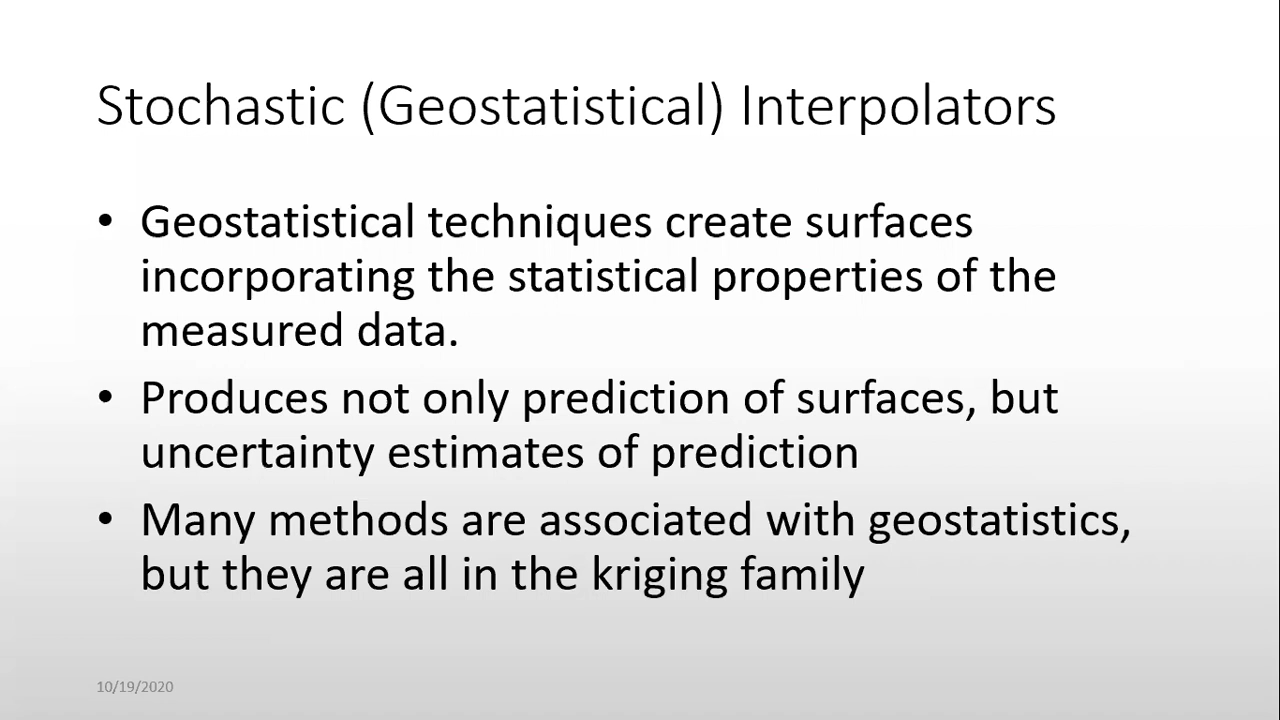 Stochastic (Geostatistical) Interpolators
• Geostatistical techniques create surfaces
incorporating the statistical properties of the
measured data.
• Produces not only prediction of surfaces, but
uncertainty estimates of prediction
• Many methods are associated with geostatistics,
but they are all in the kriging family
10/19/2020